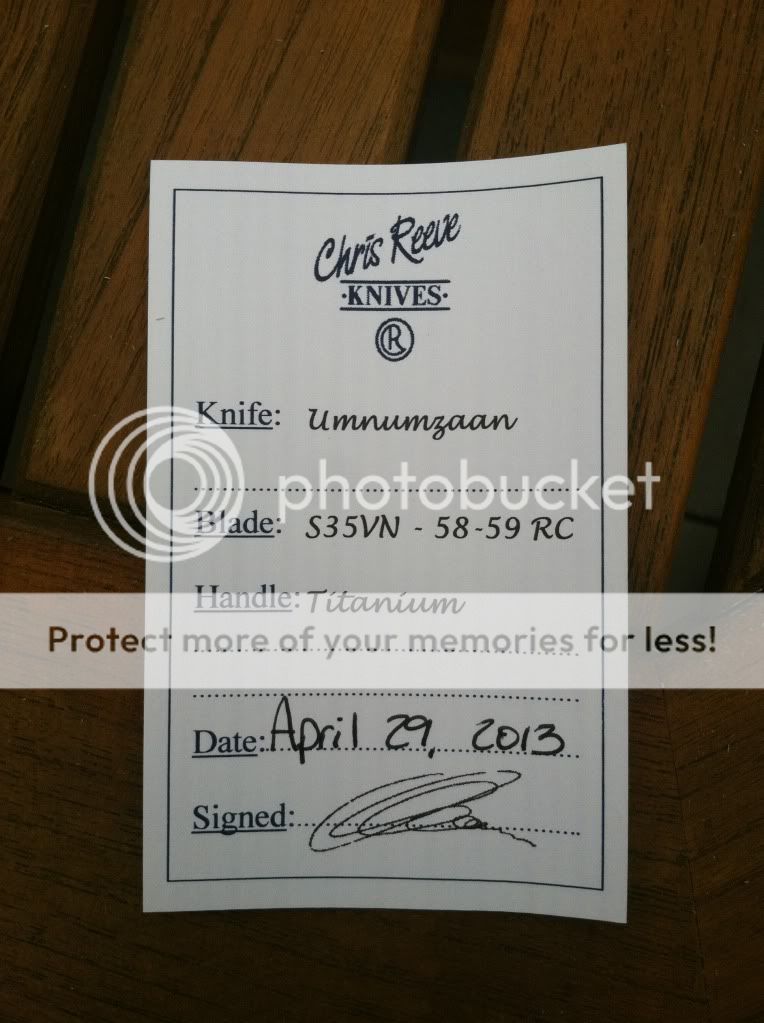 Chris Reeve
·KNIVES·
R
Knife: Umnumzaan
photobucket
Blade: S35VN - 58-59 RC
Handle: Titanium
Protect more of your memories for less!
Date: April 29, 2013
Signed: